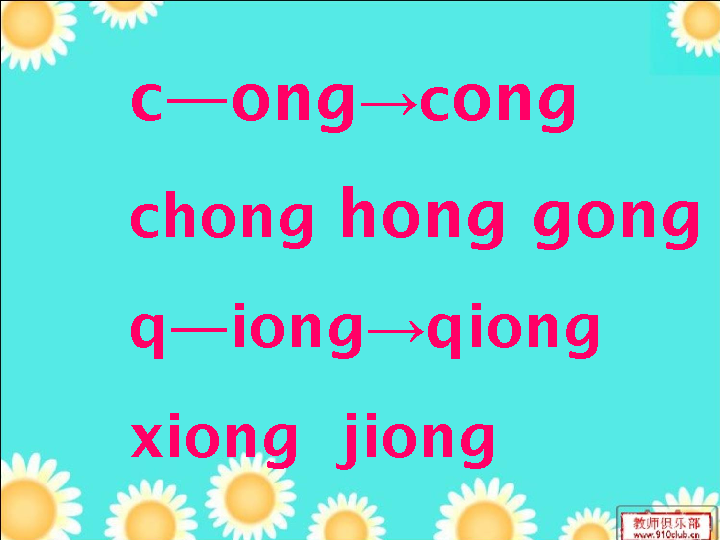 c—ong→cong
chong hong gong
q—iong→qiong
xiong jiong
教师俱乐部
www.910club.cn